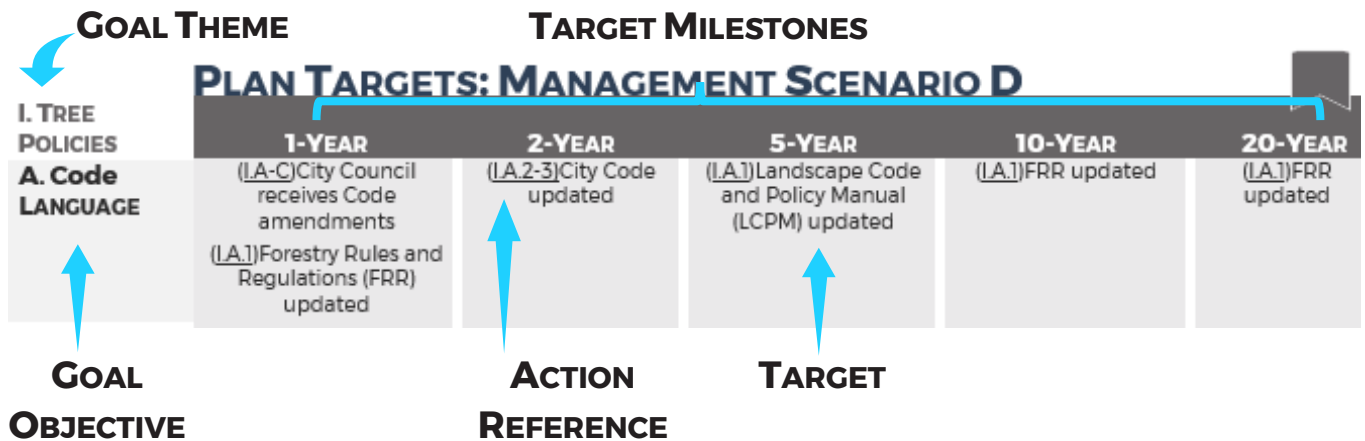 GOAL THEME
TARGET MILESTONES
PLAN TARGETS: MANAGEMENT SCENARIO D
I. TREE
POLICIES
1-YEAR
2-YEAR
5-YEAR
10-YEAR
20-YEAR
A. Code
LANGUAGE
(I.A-C)City Council
receives Code
amendments
(I.A.1)Forestry Rules and
Regulations (FRR)
updated
(I.A.2-3)City Code
updated
(I.A.1)Landscape Code
and Policy Manual
(LCPM) updated
(I.A.1)FRR updated
(I.A.1)FRR
updated
GOAL
OBJECTIVE
ACTION
REFERENCE
TARGET